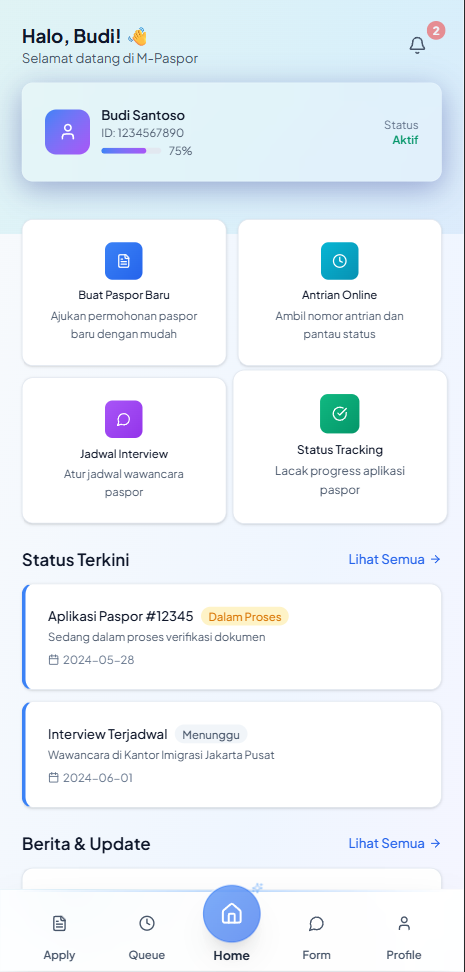 Halo, Budi! 👋
2
Selamat datang di M-Paspor
Budi Santoso
ID: 1234567890
75%
Status
Aktif
Buat Paspor Baru
Ajukan permohonan paspor
baru dengan mudah
Antrian Online
Ambil nomor antrian dan
pantau status
Jadwal Interview
Atur jadwal wawancara
paspor
Status Tracking
Lacak progress aplikasi
paspor
Status Terkini
Lihat Semua →
Aplikasi Paspor #12345 Dalam Proses
Sedang dalam proses verifikasi dokumen
2024-05-28
Interview Terjadwal Menunggu
Wawancara di Kantor Imigrasi Jakarta Pusat
2024-06-01
Berita & Update
Lihat Semua →
Apply
Queue
Home
Form
Profile